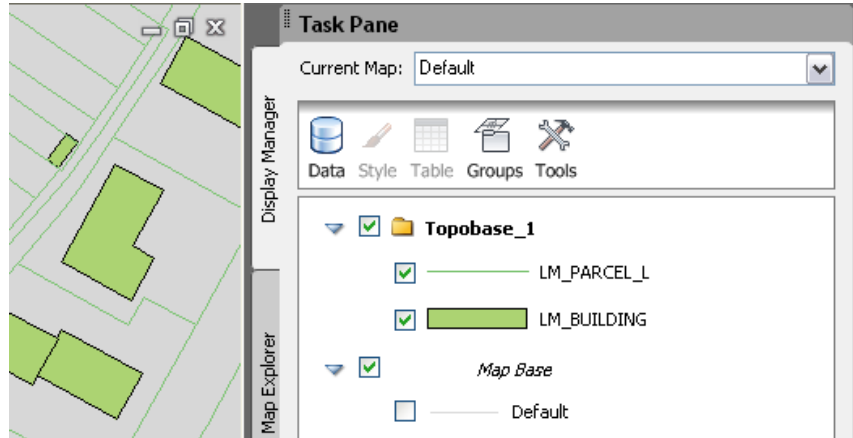 Task Pane
Current Map: Default
Display Manager
Data Style Table Groups Tools
Topobase_1
LM_PARCEL_L
LM_BUILDING
Map Explorer
Map Base
Default